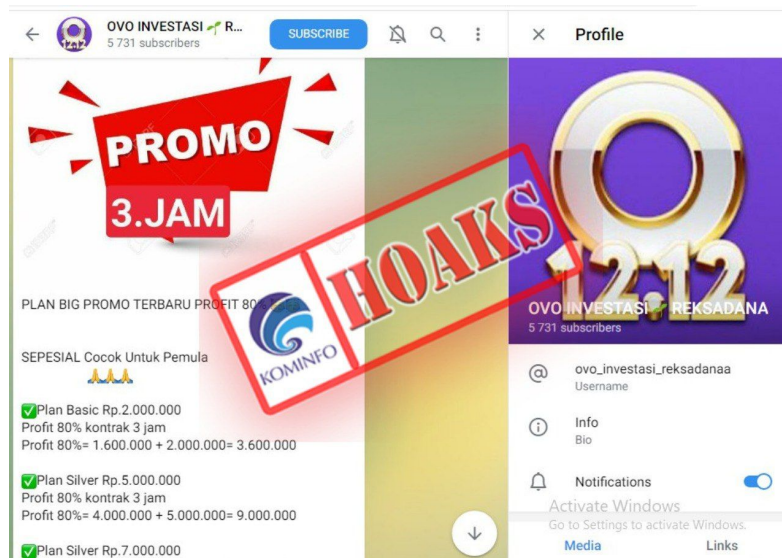 OVO INVESTASI 🌱 R...
5 731 subscribers
SUBSCRIBE
PROMO
3.JAM
PLAN BIG PROMO TERBARU PROFIT 80%
SEPESIAL Cocok Untuk Pemula
🙏🙏🙏
✅Plan Basic Rp.2.000.000
Profit 80% kontrak 3 jam
Profit 80%= 1.600.000 + 2.000.000= 3.600.000
✅Plan Silver Rp.5.000.000
Profit 80% kontrak 3 jam
Profit 80%= 4.000.000 + 5.000.000= 9.000.000
✅Plan Silver Rp.7.000.000
KOMINFO
HOAKS
Profile
12.12
12.12
OVO INVESTASI🌱 REKSADANA
5 731 subscribers
ovo_investasi_reksadanaa
Username
Info
Bio
Notifications
Activate Windows
Go to Settings to activate Windows.
Media
Links